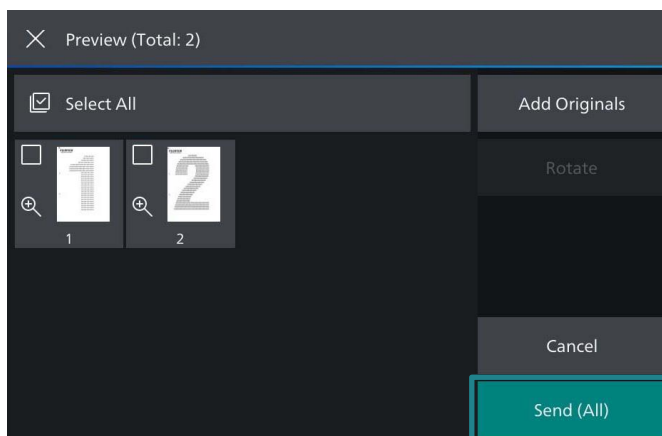 Preview (Total: 2)
Select All
Add Originals
Rotate
1
2
Cancel
Send (All)